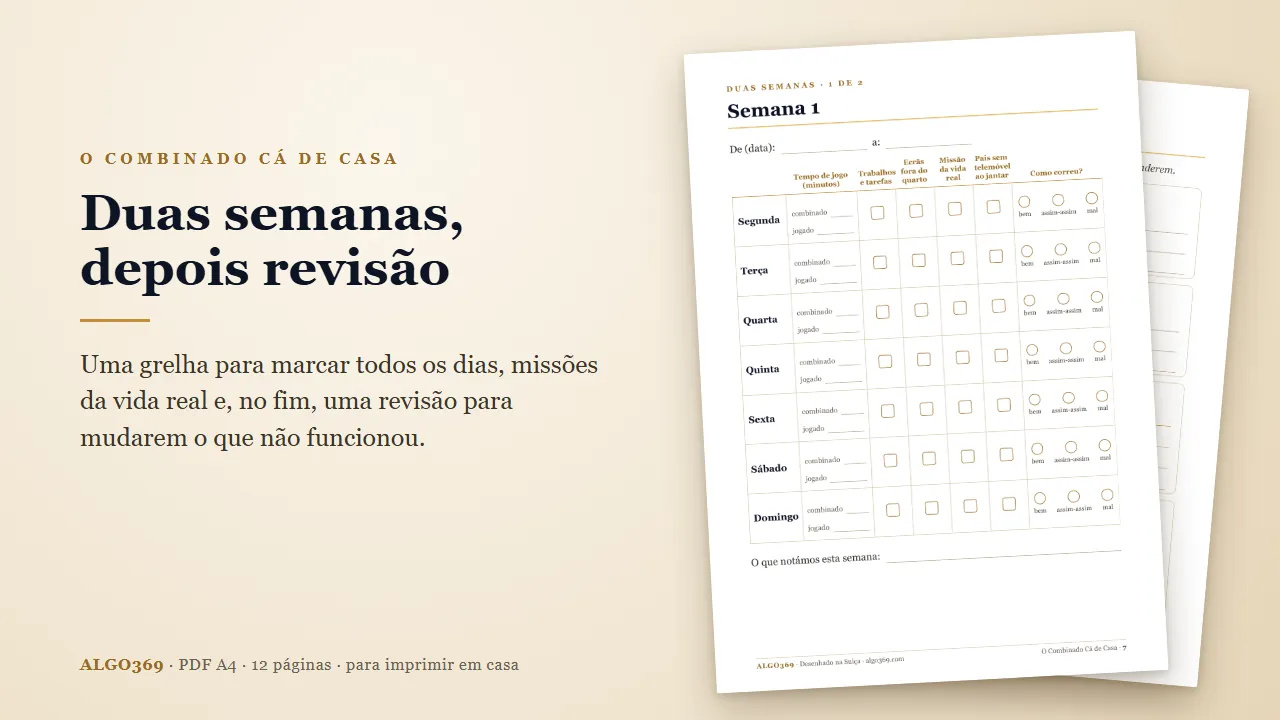 O COMBINADO CÁ DE CASA
Duas semanas,
depois revisão
Uma grelha para marcar todos os dias, missões
da vida real e, no fim, uma revisão para
mudarem o que não funcionou.
ALGO369 · PDF A4 · 12 páginas · para imprimir em casa
DUAS SEMANAS · 1 DE 2
Semana 1
De (data): a:
Tempo de jogo
(minutos)
Trabalhos
e tarefas
Ecrãs
fora do
quarto
Missão
da vida
real
Pais sem
telemóvel
ao jantar
Como correu?
Segunda
combinado
jogado
bem assim-assim mal
Terça
combinado
jogado
bem assim-assim mal
Quarta
combinado
jogado
bem assim-assim mal
Quinta
combinado
jogado
bem assim-assim mal
Sexta
combinado
jogado
bem assim-assim mal
Sábado
combinado
jogado
bem assim-assim mal
Domingo
combinado
jogado
bem assim-assim mal
O que notámos esta semana:
ALGO369 · Desenhado na Suíça · algo369.com
O Combinado Cá de Casa · 7